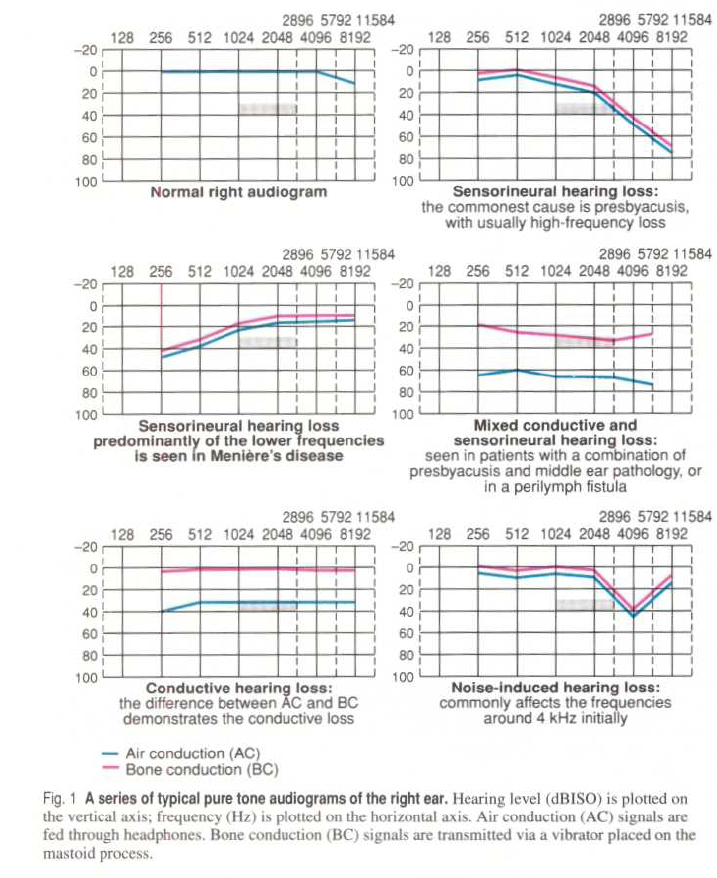 2896 5792 11584
128 256 512 1024 2048 4096 8192
–20
0
20
40
60
80
100
Normal right audiogram
2896 5792 11584
128 256 512 1024 2048 4096 8192
–20
0
20
40
60
80
100
Sensorineural hearing loss:
the commonest cause is presbyacusis,
with usually high-frequency loss
2896 5792 11584
128 256 512 1024 2048 4096 8192
–20
0
20
40
60
80
100
Sensorineural hearing loss
predominantly of the lower frequencies
is seen in Menière's disease
2896 5792 11584
128 256 512 1024 2048 4096 8192
–20
0
20
40
60
80
100
Mixed conductive and
sensorineural hearing loss:
seen in patients with a combination of
presbyacusis and middle ear pathology, or
in a perilymph fistula
2896 5792 11584
128 256 512 1024 2048 4096 8192
–20
0
20
40
60
80
100
Conductive hearing loss:
the difference between AC and BC
demonstrates the conductive loss
2896 5792 11584
128 256 512 1024 2048 4096 8192
–20
0
20
40
60
80
100
Noise-induced hearing loss:
commonly affects the frequencies
around 4 kHz initially
Air conduction (AC)
Bone conduction (BC)
Fig. 1 A series of typical pure tone audiograms of the right ear. Hearing level (dBISO) is plotted on
the vertical axis; frequency (Hz) is plotted on the horizontal axis. Air conduction (AC) signals are
fed through headphones. Bone conduction (BC) signals are transmitted via a vibrator placed on the
mastoid process.